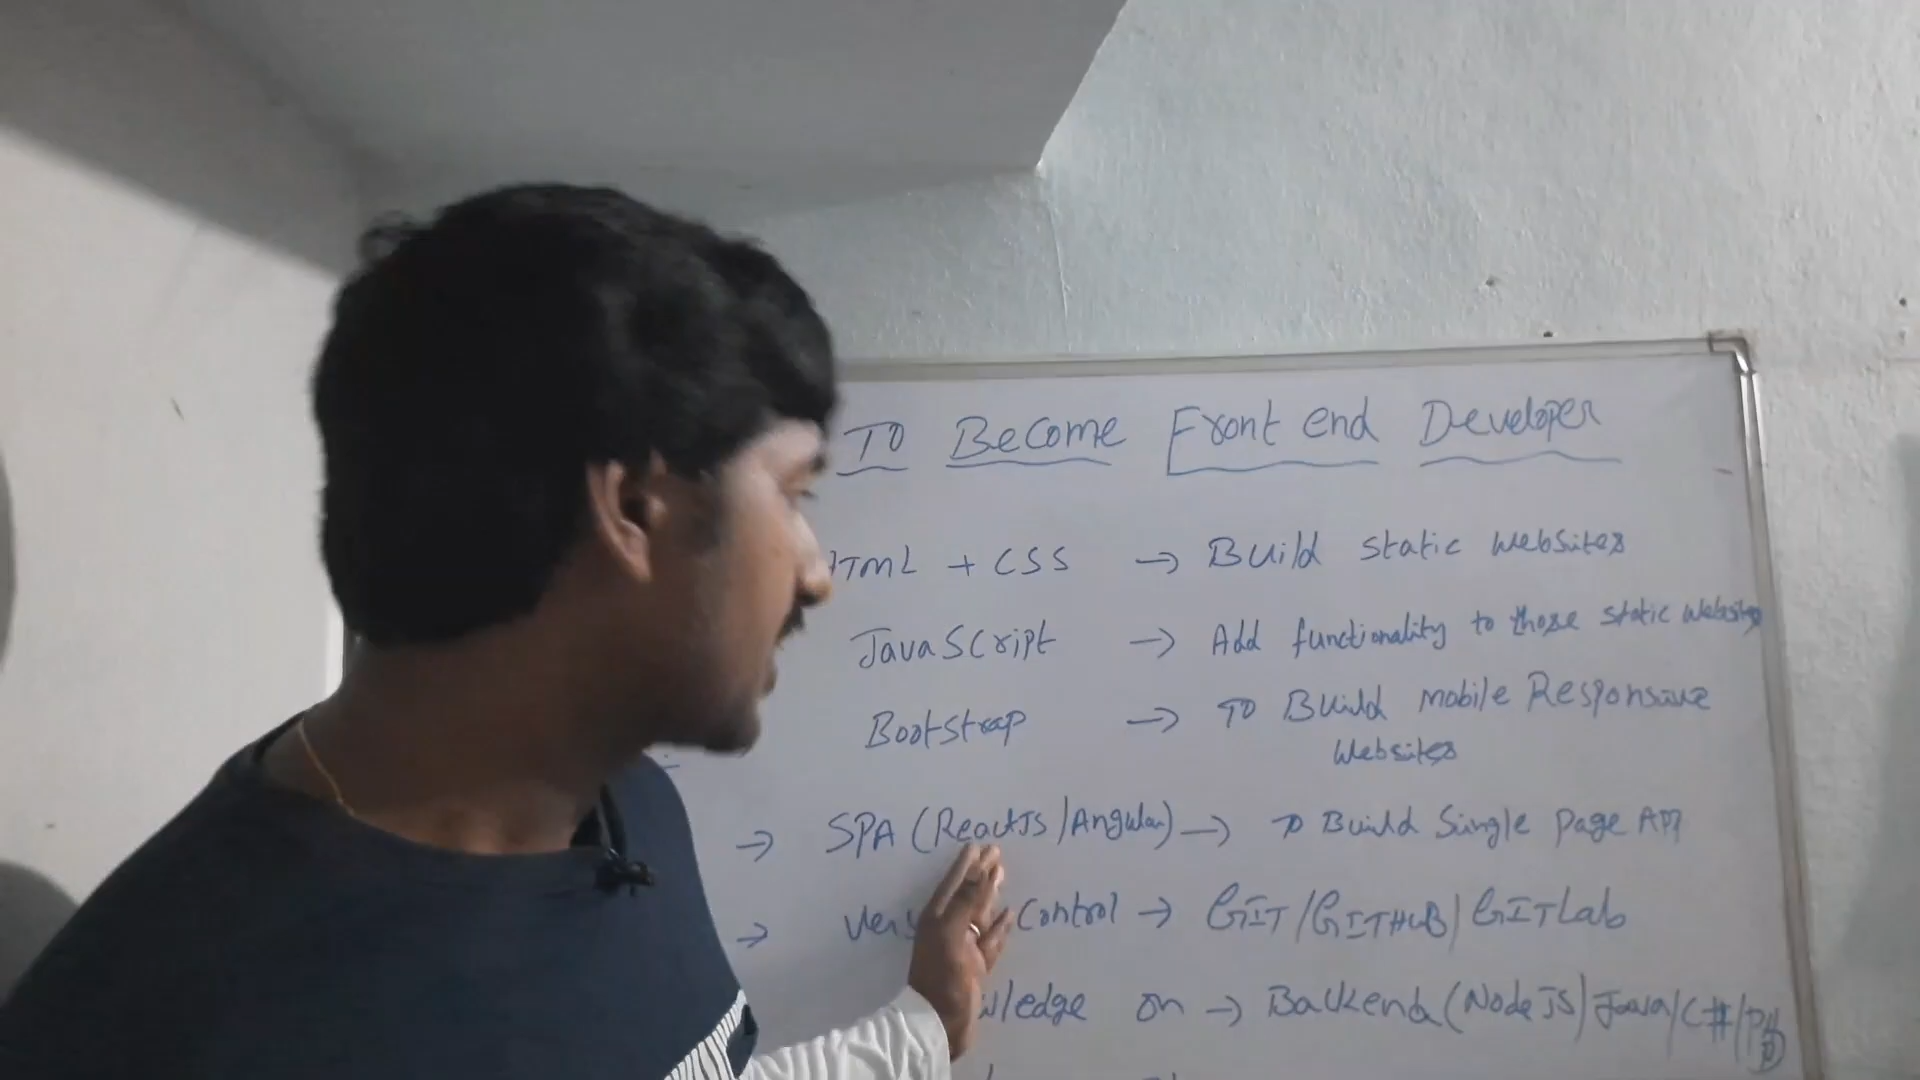 To Become Front end Developer
HTML + CSS → Build static websites
JavaScript → Add functionality to those static websites
Bootstrap → To Build mobile Responsive
websites
→ SPA (ReactJS/Angular) → To Build Single Page App
→ Control → GIT/GITHUB/GITLab
on → Backend (NodeJS/Java/C#/PHP)